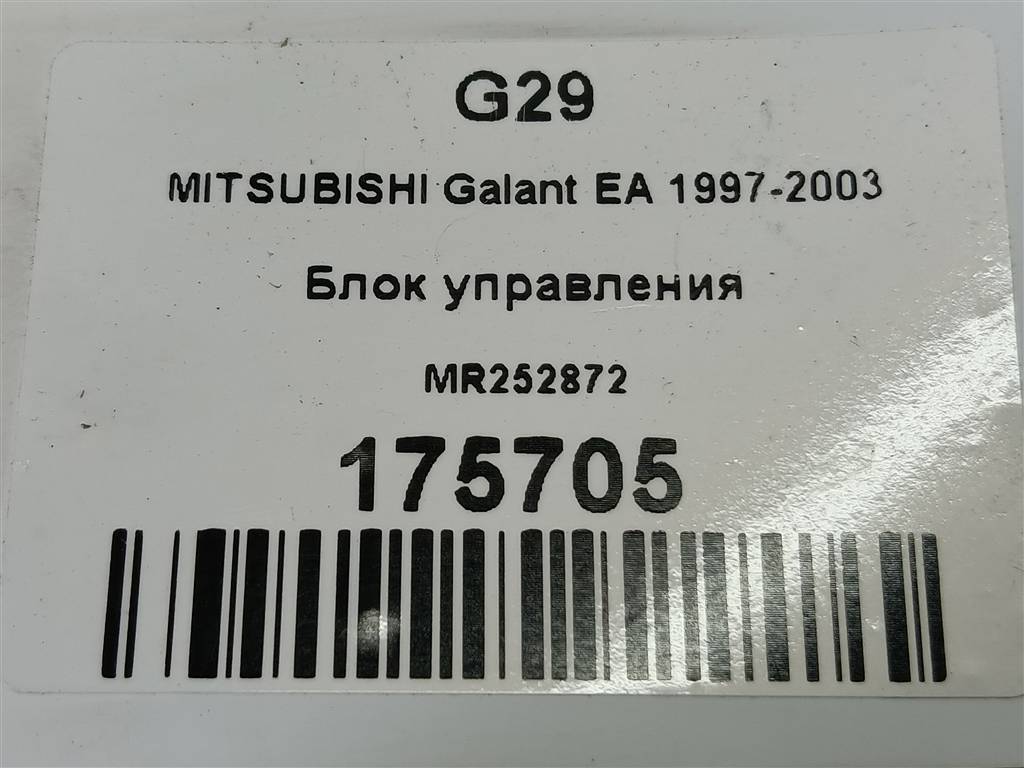 G29
MITSUBISHI Galant EA 1997-2003
Блок управления
MR252872
175705